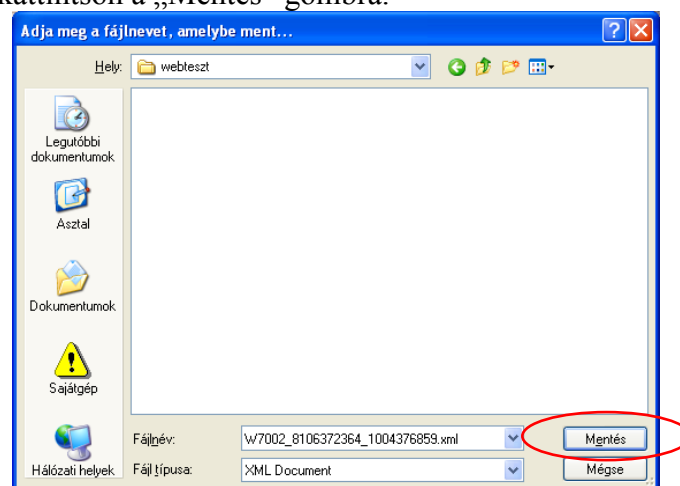 kattintson a „Mentés” gombra.
Adja meg a fájlnevet, amelybe ment...
Hely:
webteszt
Legutóbbi
dokumentumok
Asztal
Dokumentumok
Sajátgép
Hálózati helyek
Fájlnév:
W7002_8106372364_1004376859.xml
Mentés
Fájl típusa:
XML Document
Mégse